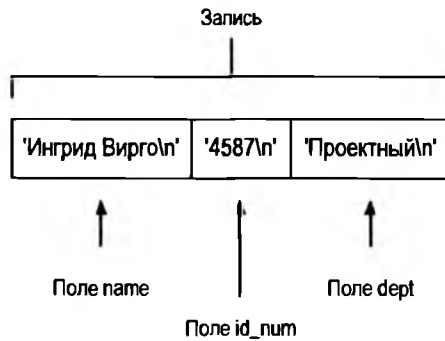 Запись
'Ингрид Вирго\n' '4587\n' 'Проектный\n'
Поле name Поле dept
Поле id_num